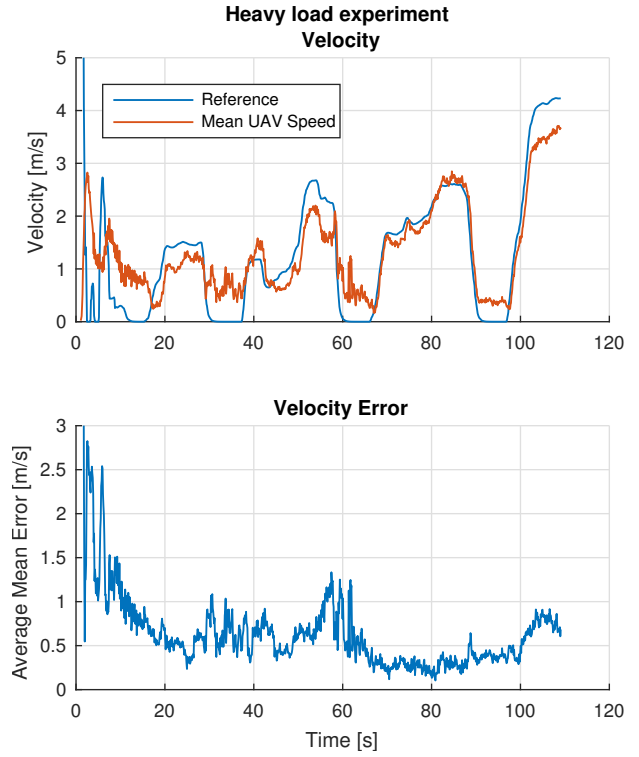 Heavy load experiment
Velocity
5
4
3
2
1
0
Velocity [m/s]
Reference
Mean UAV Speed
0 20 40 60 80 100 120
Velocity Error
3
2.5
2
1.5
1
0.5
0
Average Mean Error [m/s]
0 20 40 60 80 100 120
Time [s]